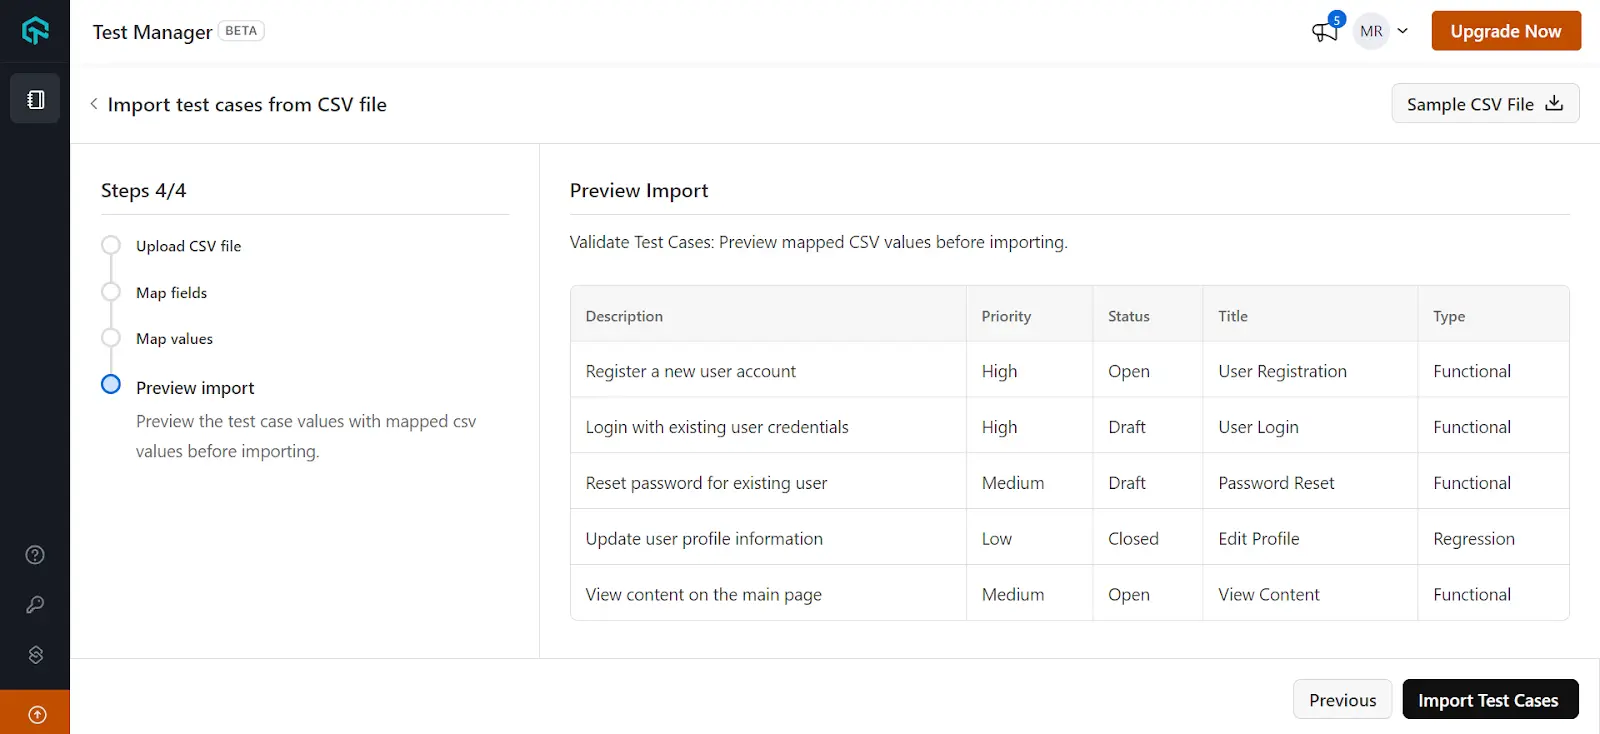 Test Manager BETA
5
MR
Upgrade Now
Import test cases from CSV file
Sample CSV File
Steps 4/4
Upload CSV file
Map fields
Map values
Preview import
Preview the test case values with mapped csv
values before importing.
Preview Import
Validate Test Cases: Preview mapped CSV values before importing.
Description Priority Status Title Type
Register a new user account High Open User Registration Functional
Login with existing user credentials High Draft User Login Functional
Reset password for existing user Medium Draft Password Reset Functional
Update user profile information Low Closed Edit Profile Regression
View content on the main page Medium Open View Content Functional
Previous
Import Test Cases